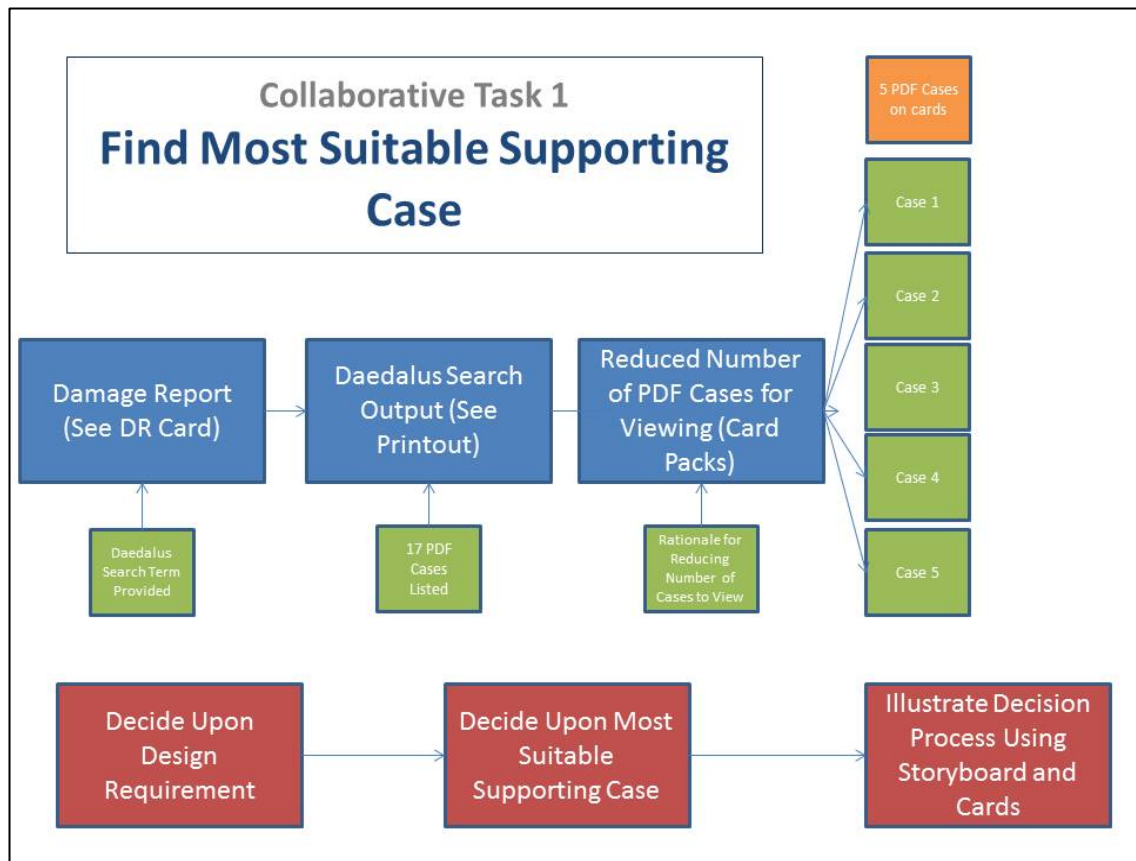 Collaborative Task 1
Find Most Suitable Supporting
Case
5 PDF Cases
on cards
Case 1
Case 2
Case 3
Case 4
Case 5
Damage Report
(See DR Card)
Daedalus Search
Output (See
Printout)
Reduced Number
of PDF Cases for
Viewing (Card
Packs)
Daedalus
Search Term
Provided
17 PDF
Cases
Listed
Rationale for
Reducing
Number of
Cases to View
Decide Upon
Design
Requirement
Decide Upon Most
Suitable
Supporting Case
Illustrate Decision
Process Using
Storyboard and
Cards